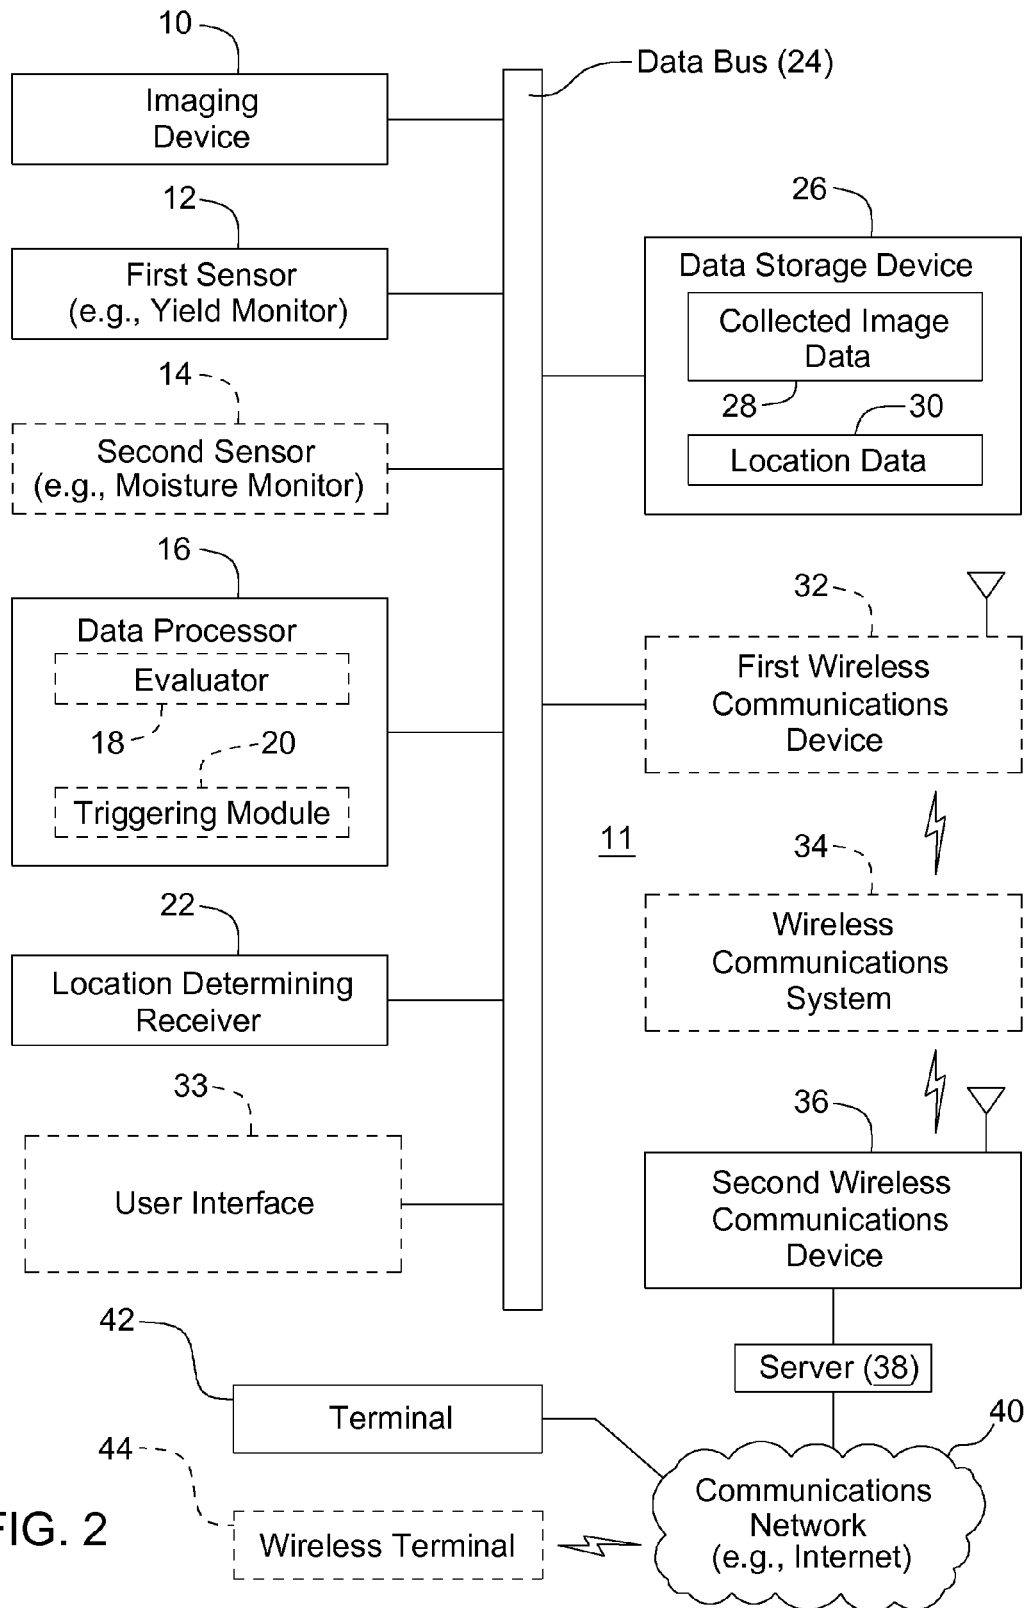 10
Imaging
Device
Data Bus (24)
12
First Sensor
(e.g., Yield Monitor)
14
Second Sensor
(e.g., Moisture Monitor)
16
Data Processor
Evaluator
18
20
Triggering Module
22
Location Determining
Receiver
33
User Interface
26
Data Storage Device
Collected Image
Data
28
30
Location Data
32
First Wireless
Communications
Device
11
34
Wireless
Communications
System
36
Second Wireless
Communications
Device
Server (38)
40
Communications
Network
(e.g., Internet)
42
Terminal
44
Wireless Terminal
FIG. 2